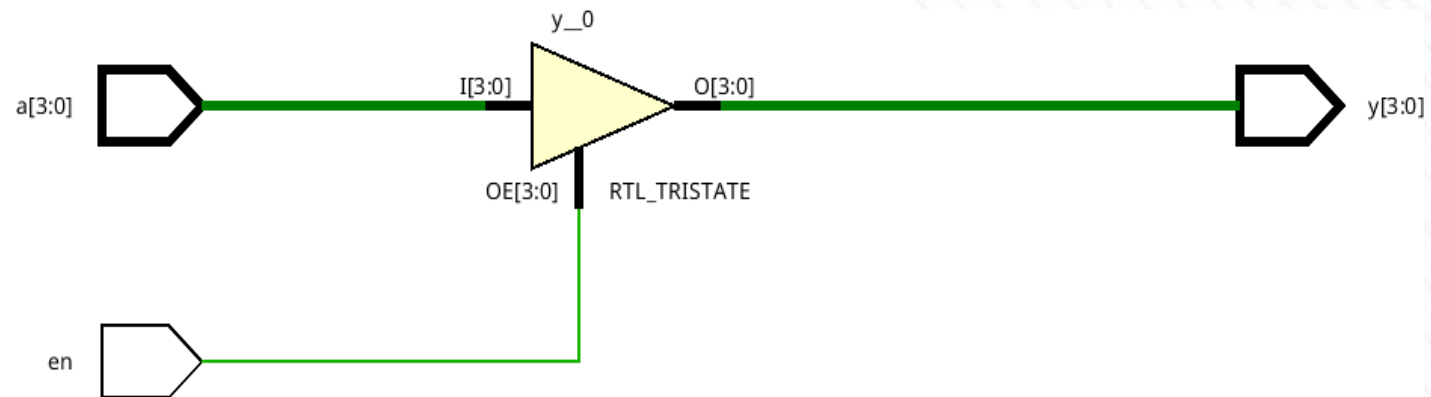 y__0
a[3:0]
I[3:0]
O[3:0]
y[3:0]
OE[3:0]
RTL_TRISTATE
en